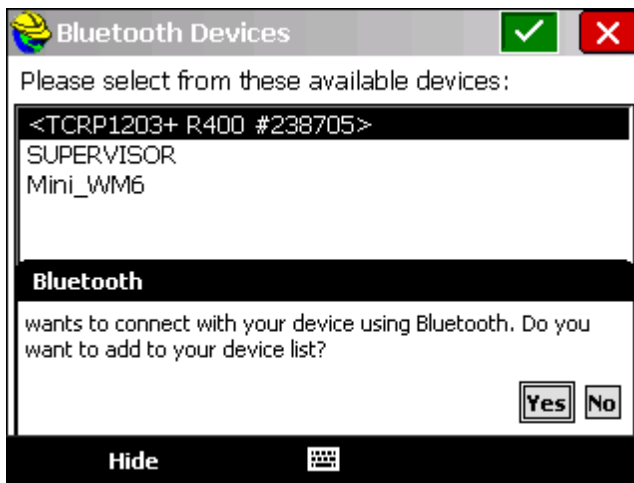 Bluetooth Devices
Please select from these available devices:
<TCRP1203+ R400 #238705>
SUPERVISOR
Mini_WM6
Bluetooth
wants to connect with your device using Bluetooth. Do you
want to add to your device list?
Yes No
Hide